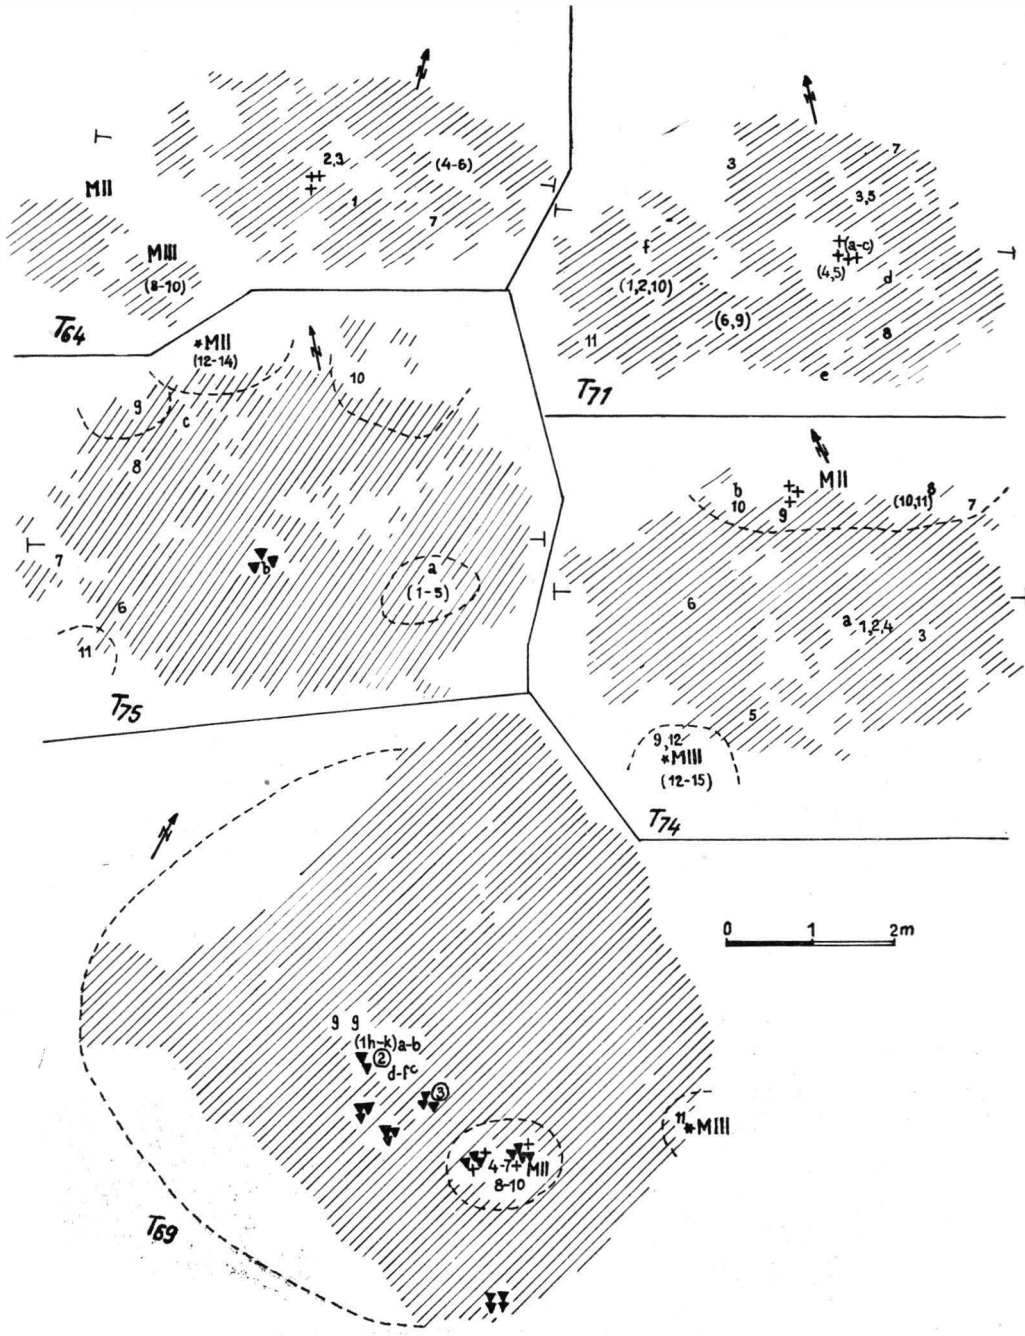 N
2,3
(4-6)
1
7
MII
MIII
(8-10)
T64
N
3
7
3,5
f
(a-c)
(4,5)
d
(1,2,10)
(6,9)
11
8
e
T71
*MII
(12-14)
N
10
9
c
8
7
b
a
(1-5)
6
11
T75
N
MII
b
10
9
8
(10,11)
7
6
a 1,2,4
3
5
9,12
*MIII
(12-15)
T74
N
0 1 2m
9 9
(1h-k)a-b
2
d-fc
3
11
*MIII
4-7
MII
8-10
T69